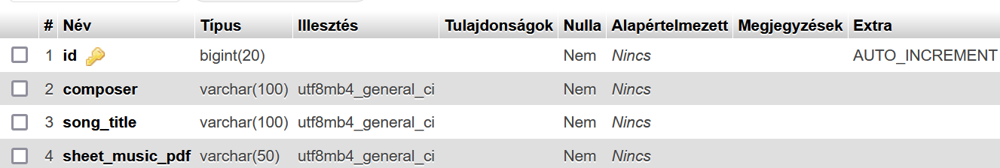 # Név Típus Illesztés Tulajdonságok Nulla Alapértelmezett Megjegyzések Extra
1 id bigint(20) Nem Nincs AUTO_INCREMENT
2 composer varchar(100) utf8mb4_general_ci Nem Nincs
3 song_title varchar(100) utf8mb4_general_ci Nem Nincs
4 sheet_music_pdf varchar(50) utf8mb4_general_ci Nem Nincs